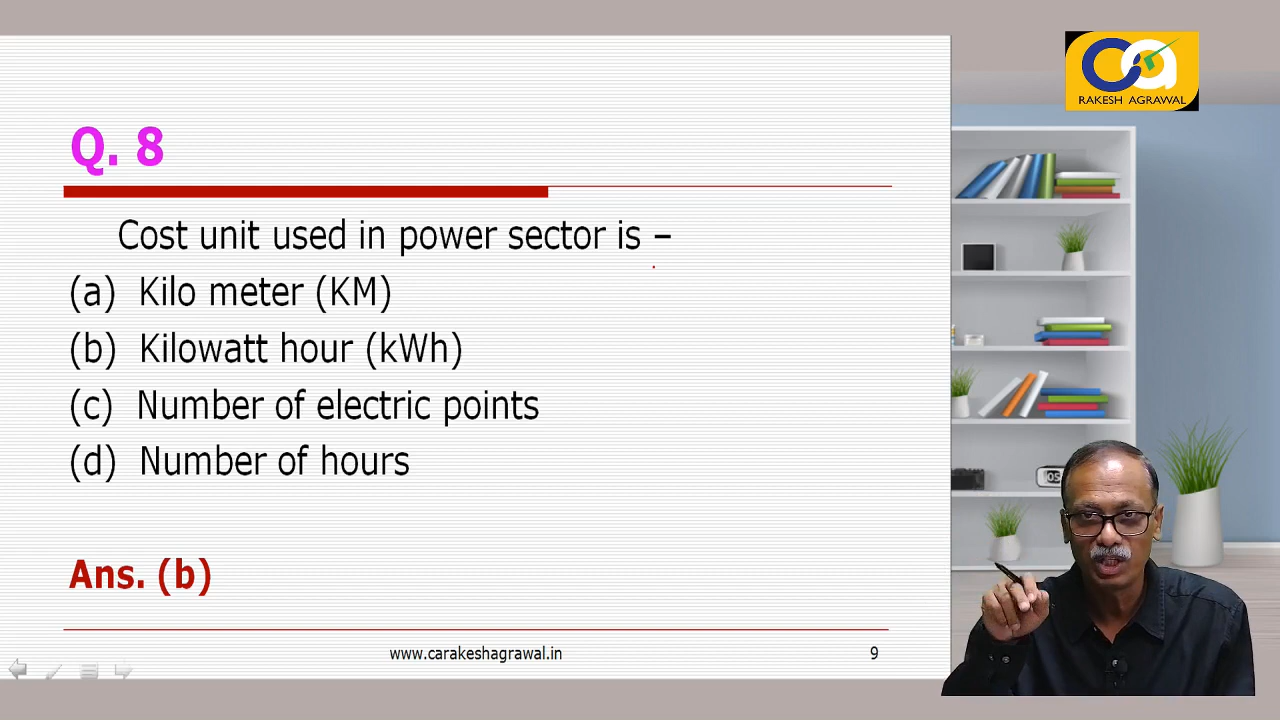 RAKESH AGRAWAL
Q. 8
Cost unit used in power sector is –
(a) Kilo meter (KM)
(b) Kilowatt hour (kWh)
(c) Number of electric points
(d) Number of hours
Ans. (b)
www.carakeshagrawal.in
9